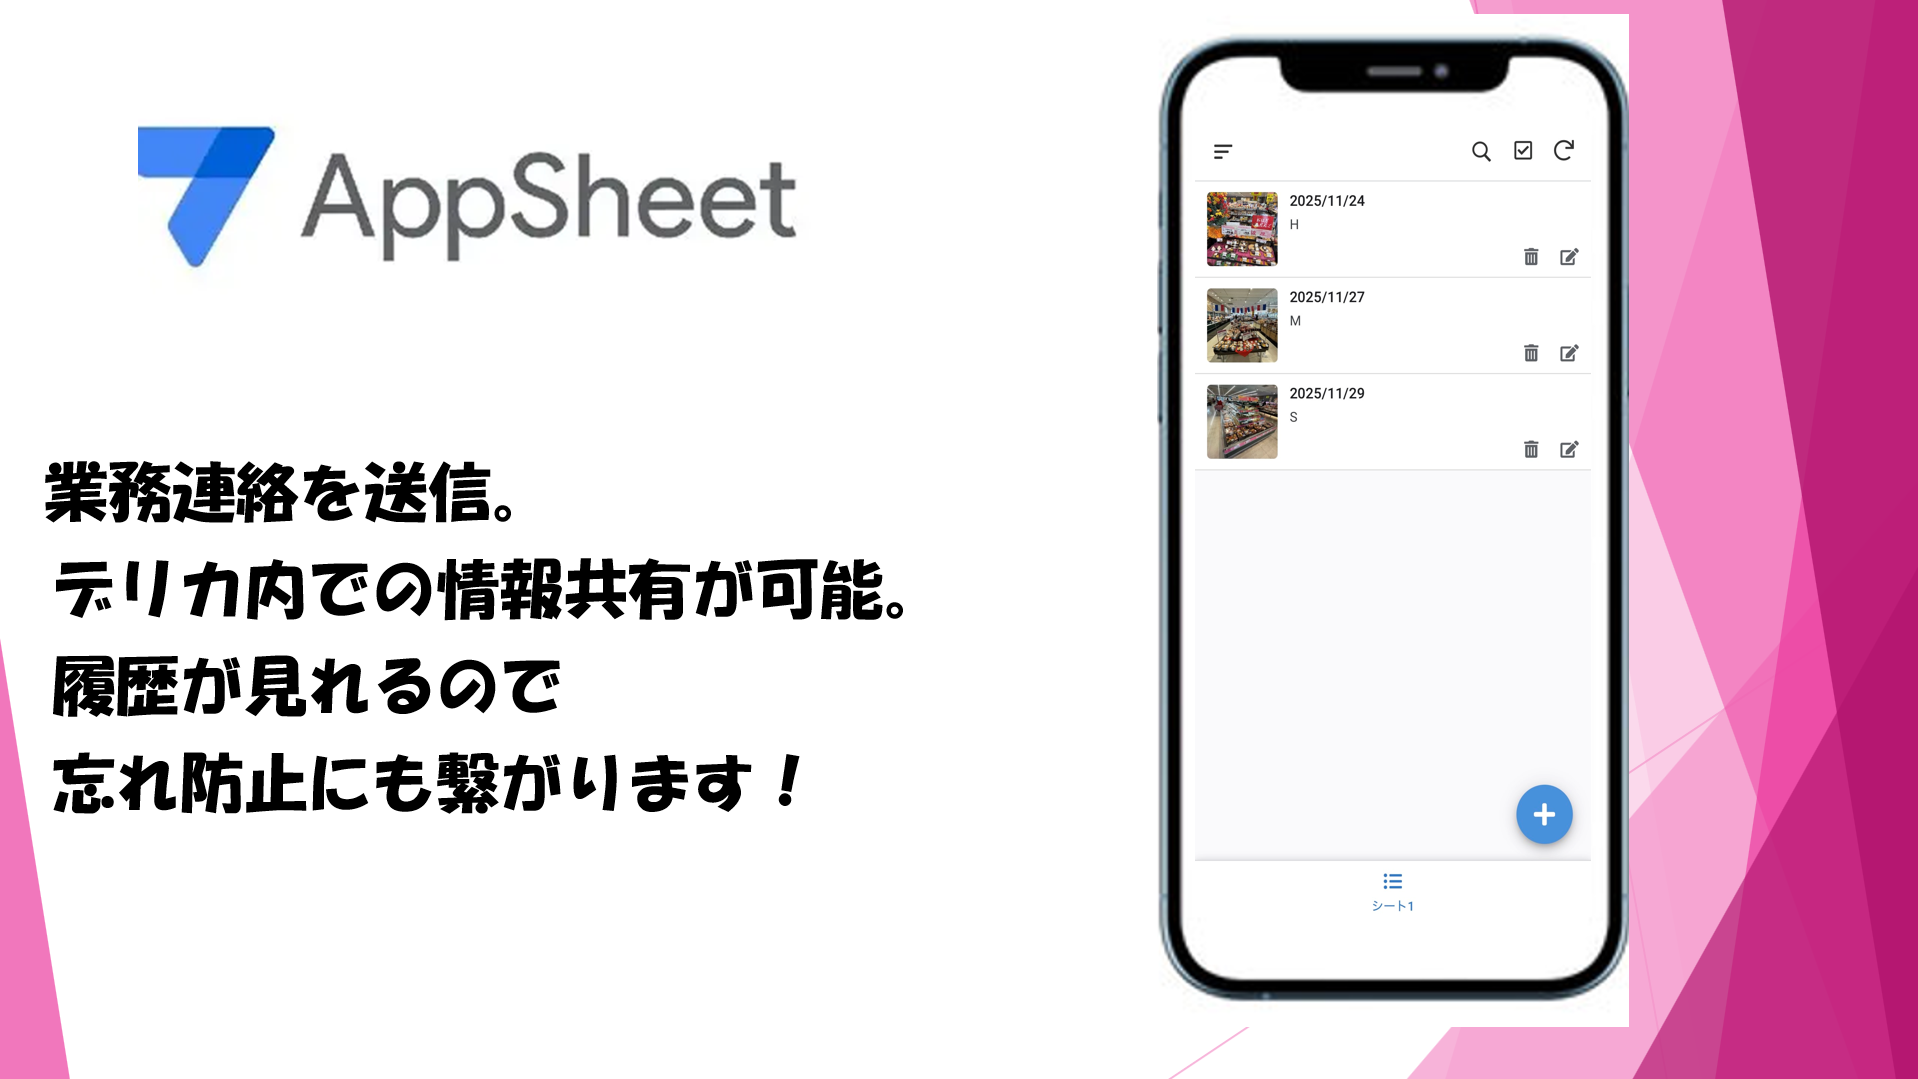 AppSheet
業務連絡を送信。
デリカ内での情報共有が可能。
履歴が見れるので
忘れ防止にも繋がります！
2025/11/24
H
2025/11/27
M
2025/11/29
S
シート1